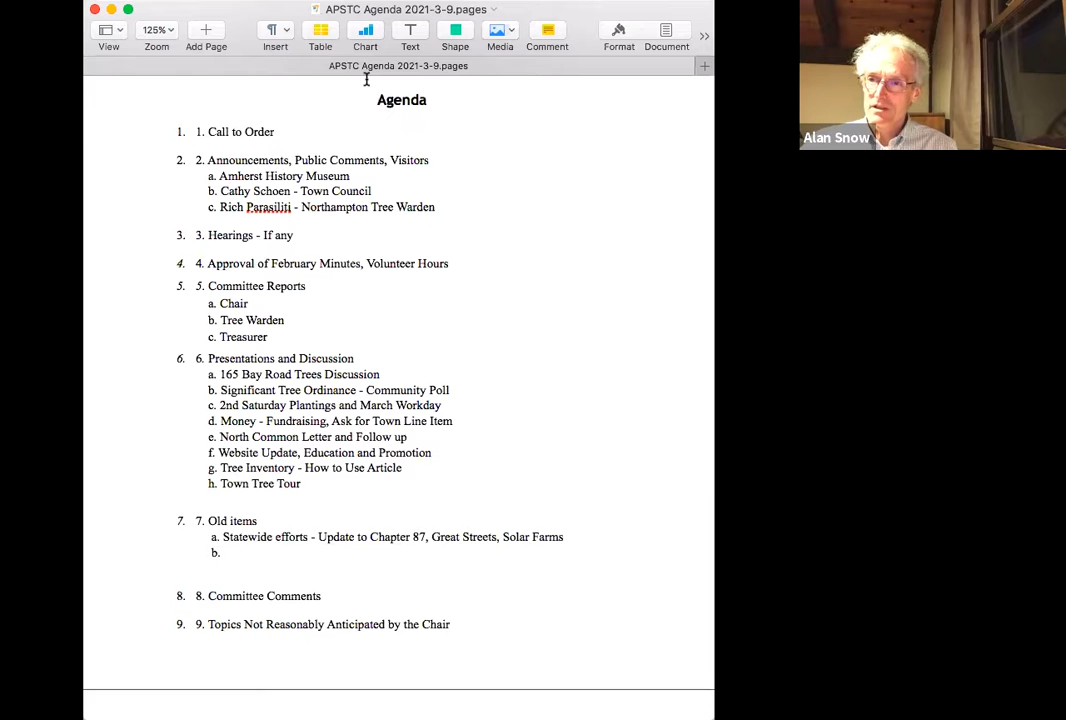 APSTC Agenda 2021-3-9.pages
125%
View
Zoom
Add Page
Insert
Table
Chart
Text
Shape
Media
Comment
Format
Document
APSTC Agenda 2021-3-9.pages
Alan Snow
Agenda
1. 1. Call to Order
2. 2. Announcements, Public Comments, Visitors
a. Amherst History Museum
b. Cathy Schoen - Town Council
c. Rich Parasiliti - Northampton Tree Warden
3. 3. Hearings - If any
4. 4. Approval of February Minutes, Volunteer Hours
5. 5. Committee Reports
a. Chair
b. Tree Warden
c. Treasurer
6. 6. Presentations and Discussion
a. 165 Bay Road Trees Discussion
b. Significant Tree Ordinance - Community Poll
c. 2nd Saturday Plantings and March Workday
d. Money - Fundraising, Ask for Town Line Item
e. North Common Letter and Follow up
f. Website Update, Education and Promotion
g. Tree Inventory - How to Use Article
h. Town Tree Tour
7. 7. Old items
a. Statewide efforts - Update to Chapter 87, Great Streets, Solar Farms
b.
8. 8. Committee Comments
9. 9. Topics Not Reasonably Anticipated by the Chair